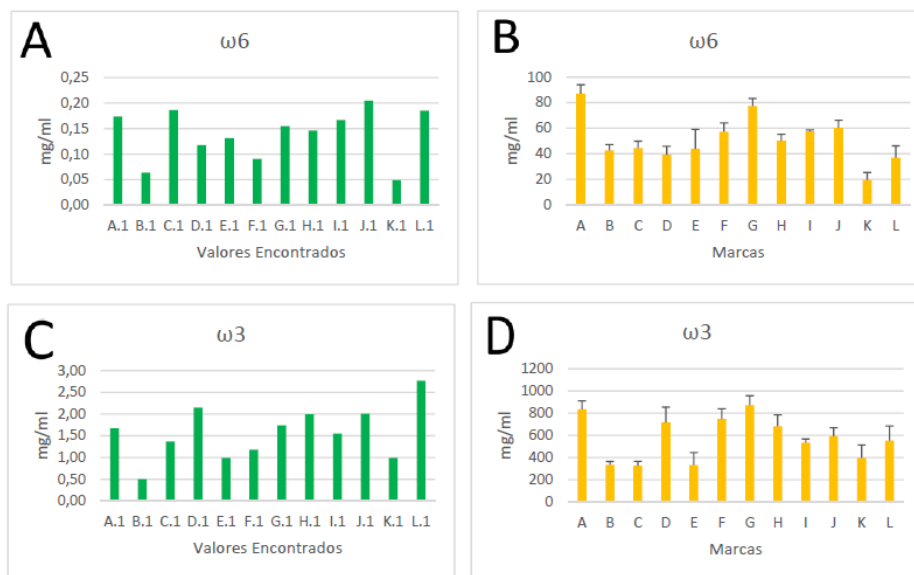 A
ω6
0,25
0,20
0,15
0,10
0,05
0,00
mg/ml
A.1 B.1 C.1 D.1 E.1 F.1 G.1 H.1 I.1 J.1 K.1 L.1
Valores Encontrados
B
ω6
100
80
60
40
20
0
mg/ml
A B C D E F G H I J K L
Marcas
C
ω3
3,00
2,50
2,00
1,50
1,00
0,50
0,00
mg/ml
A.1 B.1 C.1 D.1 E.1 F.1 G.1 H.1 I.1 J.1 K.1 L.1
Valores Encontrados
D
ω3
1200
1000
800
600
400
200
0
mg/ml
A B C D E F G H I J K L
Marcas